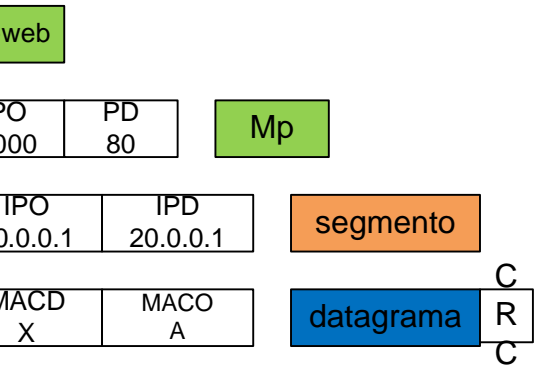 web
PO PD
000 80
Mp
IPO IPD
0.0.0.1 20.0.0.1
segmento
MACD MACO
X A
datagrama
C
R
C